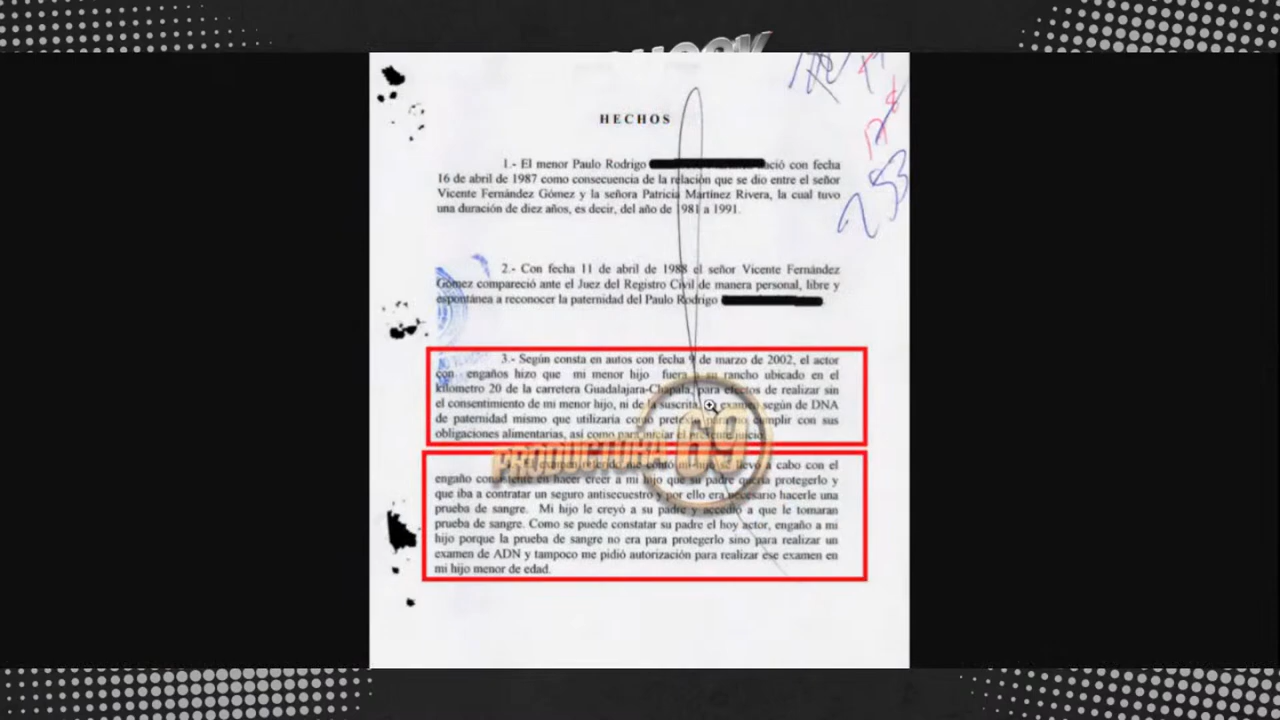 HECHOS
1.- El menor Paulo Rodrigo nació con fecha
16 de abril de 1987 como consecuencia de la relación que se dio entre el señor
Vicente Fernández Gómez y la señora Patricia Martínez Rivera, la cual tuvo
una duración de diez años, es decir, del año de 1981 a 1991.
2.- Con fecha 11 de abril de 1988 el señor Vicente Fernández
Gómez compareció ante el Juez del Registro Civil de manera personal, libre y
espontánea a reconocer la paternidad del Paulo Rodrigo
253
3.- Según consta en autos con fecha 9 de marzo de 2002, el actor
con engaños hizo que mi menor hijo fuera a su rancho ubicado en el
kilómetro 20 de la carretera Guadalajara-Chapala, para efectos de realizar sin
el consentimiento de mi menor hijo, ni de la suscrita examen según de DNA
de paternidad mismo que utilizaría como cumplir con sus
obligaciones alimentarias, así como para iniciar el presente juicio.
PRODUCTORA 69
examen referido me contó mi hijo se llevó a cabo con el
engaño consistente en hacer creer a mi hijo que su padre quería protegerlo y
que iba a contratar un seguro antisecuestro y por ello era necesario hacerle una
prueba de sangre. Mi hijo le creyó a su padre y accedió a que le tomaran
prueba de sangre. Como se puede constatar su padre el hoy actor, engaño a mi
hijo porque la prueba de sangre no era para protegerlo sino para realizar un
examen de ADN y tampoco me pidió autorización para realizar ese examen en
mi hijo menor de edad.